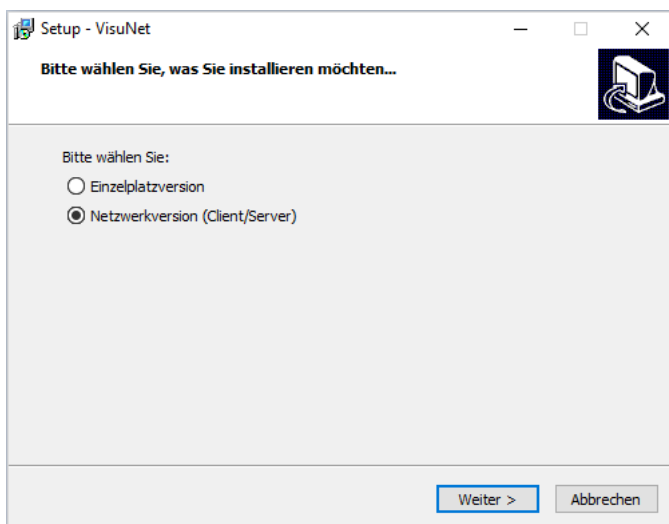 Setup - VisuNet
Bitte wählen Sie, was Sie installieren möchten...
Bitte wählen Sie:
Einzelplatzversion
Netzwerkversion (Client/Server)
Weiter >
Abbrechen